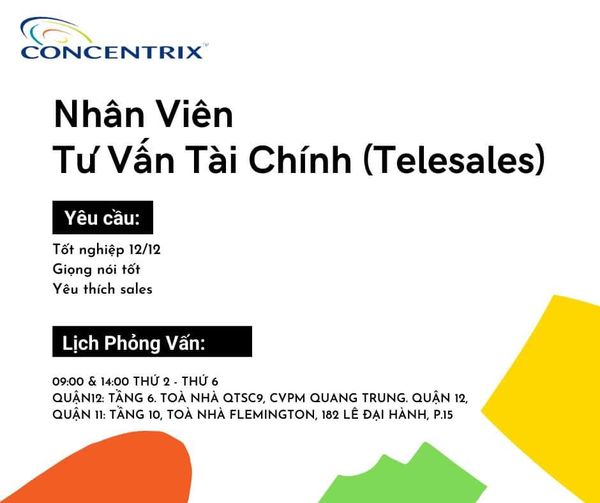 CONCENTRIX™
Nhân Viên
Tư Vấn Tài Chính (Telesales)
Yêu cầu:
Tốt nghiệp 12/12
Giọng nói tốt
Yêu thích sales
Lịch Phỏng Vấn:
09:00 & 14:00 THỨ 2 - THỨ 6
QUẬN12: TẦNG 6. TOÀ NHÀ QTSC9, CVPM QUANG TRUNG. QUẬN 12,
QUẬN 11: TẦNG 10, TOÀ NHÀ FLEMINGTON, 182 LÊ ĐẠI HÀNH, P.15